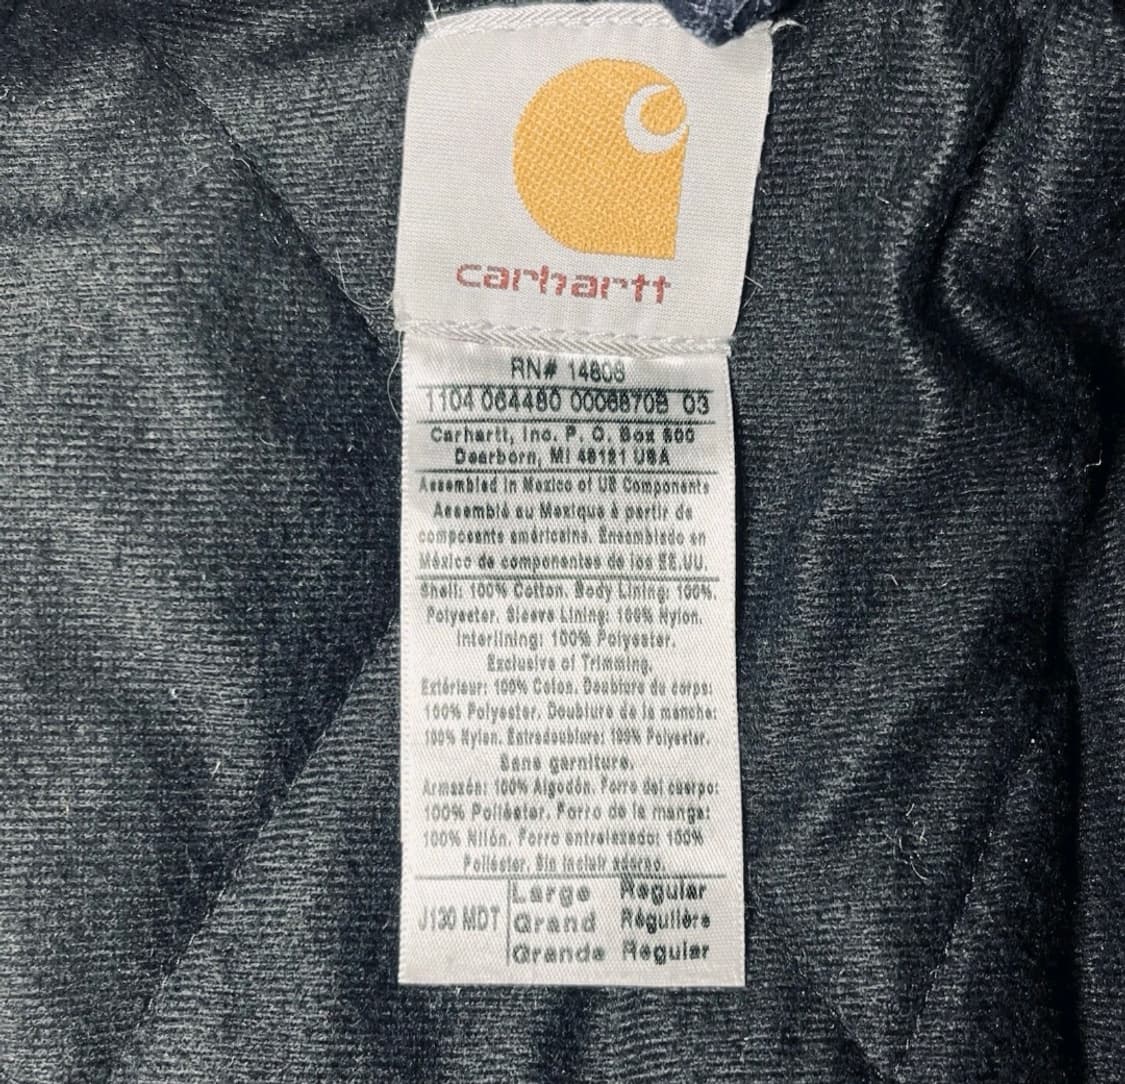 carhartt
RN# 14806
1104 064480 0006870B 03
Carhartt, Inc. P. O. Box 600
Dearborn, MI 48121 USA
Assembled in Mexico of US Components
Assemblé au Mexique à partir de
composants américains. Ensamblado en
México de componentes de los EE.UU.
Shell: 100% Cotton. Body Lining: 100%
Polyester. Sleeve Lining: 100% Nylon.
Interlining: 100% Polyester.
Exclusive of Trimming.
Extérieur: 100% Coton. Doublure du corps:
100% Polyester. Doublure de la manche:
100% Nylon. Entredoublure: 100% Polyester.
Sans garniture.
Armazón: 100% Algodón. Forro del cuerpo:
100% Poliéster. Forro de la manga:
100% Nilón. Forro entrelazado: 100%
Poliéster. Sin incluir adorno.
J130 MDT
Large Regular
Grand Régulière
Grande Regular